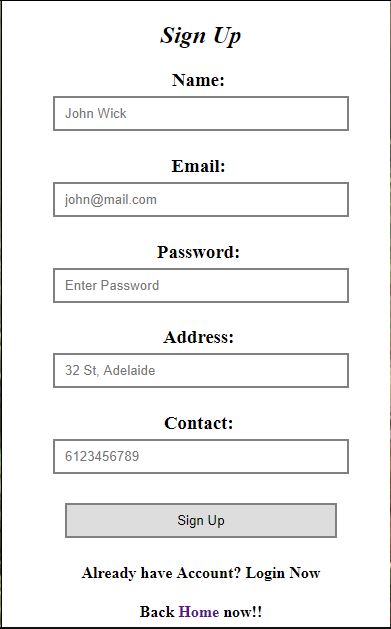 Sign Up
Name:
John Wick
Email:
john@mail.com
Password:
Enter Password
Address:
32 St, Adelaide
Contact:
6123456789
Sign Up
Already have Account? Login Now
Back Home now!!